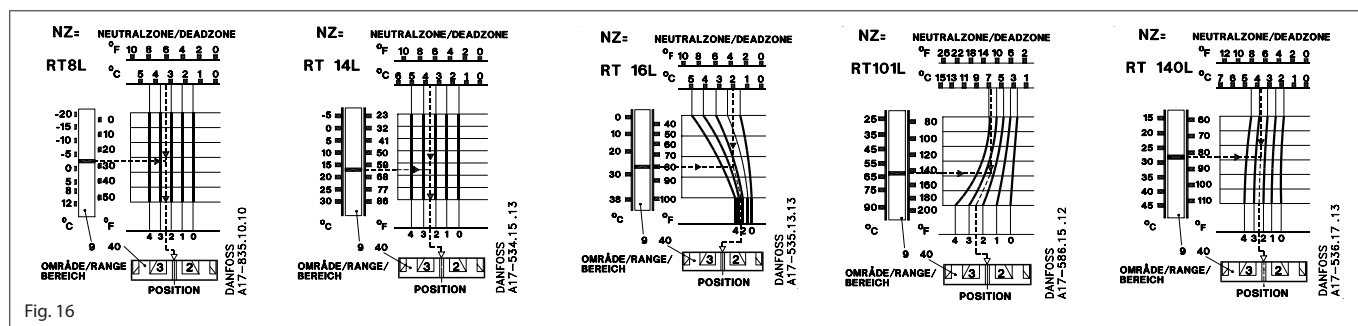 NZ=
NEUTRALZONE/DEADZONE
RT8L
°F 10 8 6 4 2 0
°C 5 4 3 2 1 0
-20
-15
-10
-5
0
5
8
12
°C
0
10
20
30
40
50
°F
4 3 2 1 0
9 40
OMRÅDE/RANGE
BEREICH
3 2
POSITION
DANFOSS
A17-835.10.10
NZ=
NEUTRALZONE/DEADZONE
RT 14L
°F 10 8 6 4 2 0
°C 6 5 4 3 2 1 0
-5
0
5
10
15
20
25
30
°C
23
32
41
50
59
68
77
86
°F
4 3 2 1 0
9 40
OMRÅDE/RANGE/
BEREICH
3 2
POSITION
DANFOSS
A17-534.15.13
NZ=
NEUTRALZONE/DEADZONE
RT 16L
°F 10 8 6 4 2 0
°C 5 4 3 2 1 0
0
10
20
30
38
°C
40
50
60
70
80
90
100
°F
4 2 0
9 40
OMRÅDE/RANGE/
BEREICH
3 2
POSITION
DANFOSS
A17-535.13.13
NZ=
NEUTRALZONE/DEADZONE
RT101L
°F 26 22 18 14 10 6 2
°C 15 13 11 9 7 5 3 1
25
35
45
55
65
75
90
°C
80
100
120
140
160
180
200
°F
4 3 2 1 0
9 40
OMRÅDE/RANGE/
BEREICH
3 2
POSITION
DANFOSS
A17-586.15.12
NZ=
NEUTRALZONE/DEADZONE
RT 140L
°F 12 10 8 6 4 2 0
°C 7 6 5 4 3 2 1 0
15
20
25
30
35
40
45
°C
60
70
80
90
100
110
°F
4 3 2 1 0
9 40
OMRÅDE/RANGE/
BEREICH
3 2
POSITION
DANFOSS
A17-536.17.13
Fig. 16